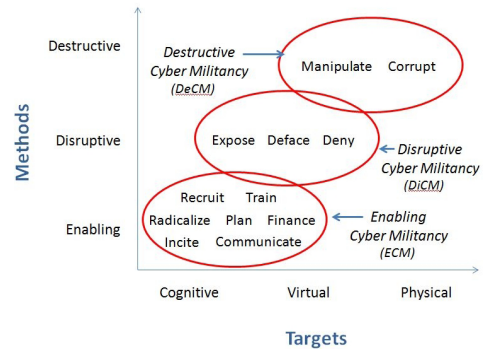 Destructive
Destructive
Cyber Militancy
(DeCM)
Manipulate Corrupt
Methods
Disruptive
Expose Deface Deny
Disruptive
Cyber Militancy
(DiCM)
Enabling
Recruit Train
Radicalize Plan Finance
Incite Communicate
Enabling
Cyber Militancy
(ECM)
Cognitive Virtual Physical
Targets